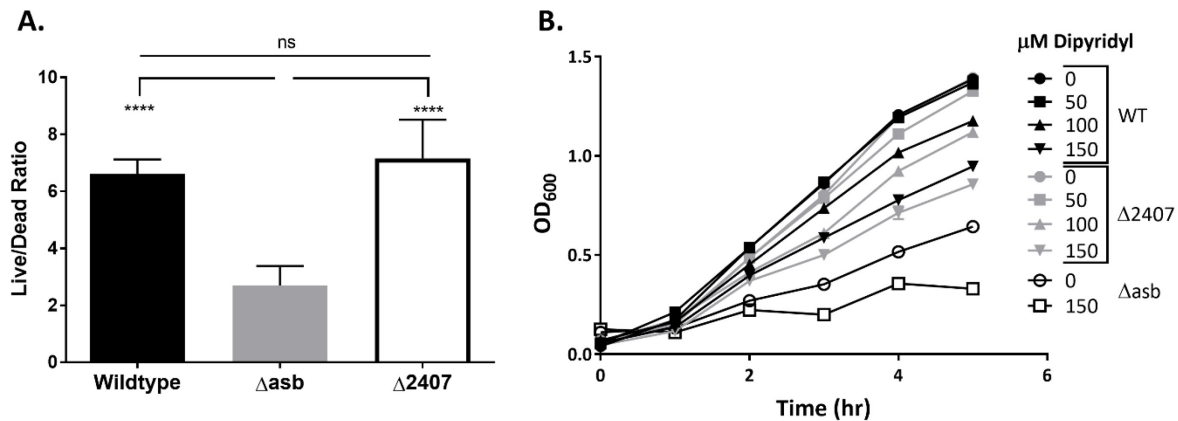 A.
ns
****
****
10
8
6
4
2
0
Live/Dead Ratio
Wildtype
Δasb
Δ2407
B.
1.5
1.0
0.5
0.0
OD600
0
2
4
6
Time (hr)
μM Dipyridyl
0
50
100
150
WT
0
50
100
150
Δ2407
0
150
Δasb